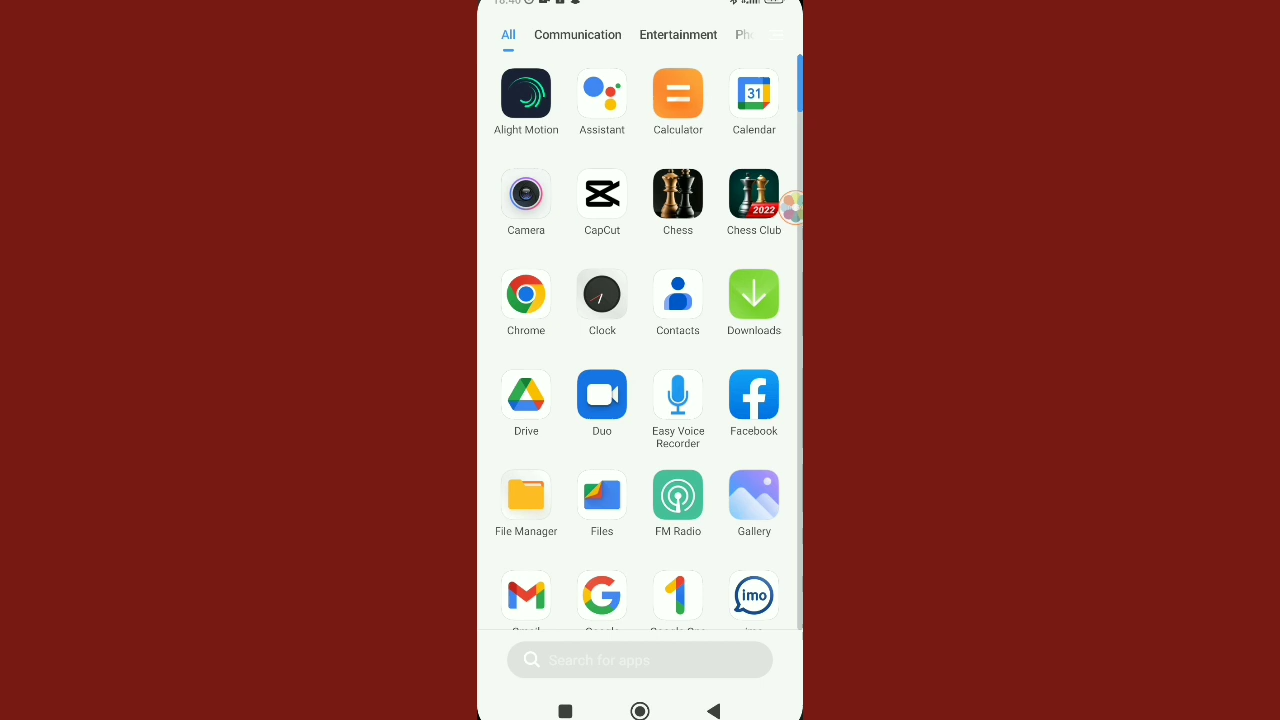 All Communication Entertainment
31
Alight Motion Assistant Calculator Calendar
2022
Camera CapCut Chess Chess Club
Chrome Clock Contacts Downloads
Drive Duo Easy Voice Recorder Facebook
File Manager Files FM Radio Gallery
imo
Search for apps